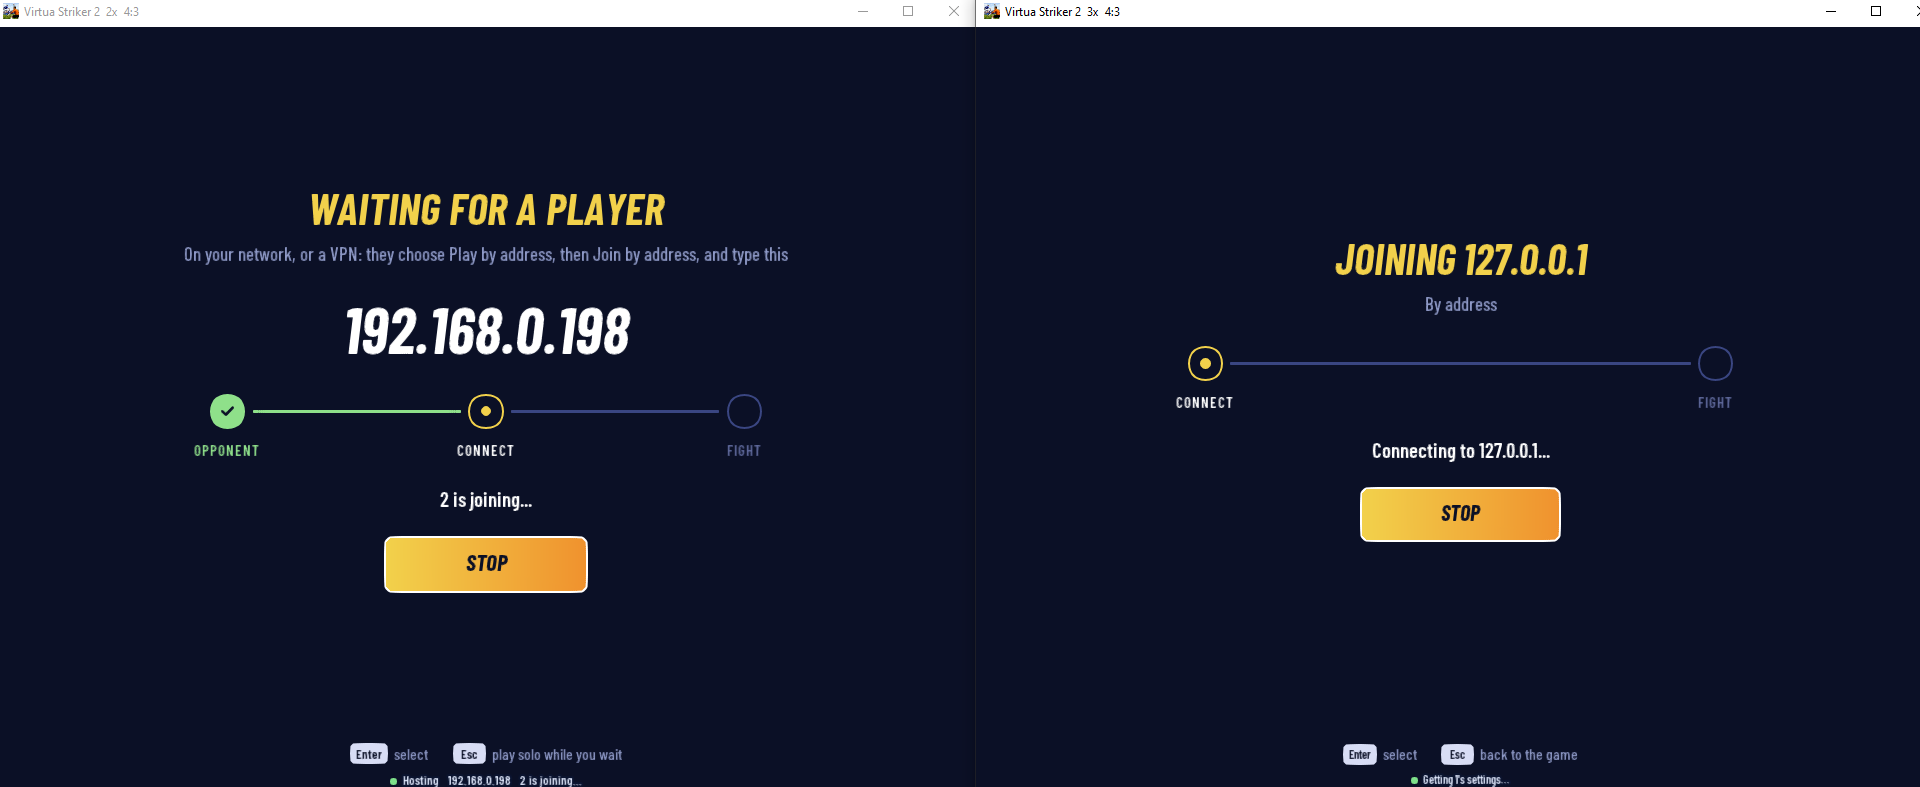 Virtua Striker 2 2x 4:3
WAITING FOR A PLAYER
On your network, or a VPN: they choose Play by address, then Join by address, and type this
192.168.0.198
OPPONENT
CONNECT
FIGHT
2 is joining...
STOP
Enter select Esc play solo while you wait
Hosting 192.168.0.198 2 is joining...
Virtua Striker 2 3x 4:3
JOINING 127.0.0.1
By address
CONNECT
FIGHT
Connecting to 127.0.0.1...
STOP
Enter select Esc back to the game
Getting 1's settings...